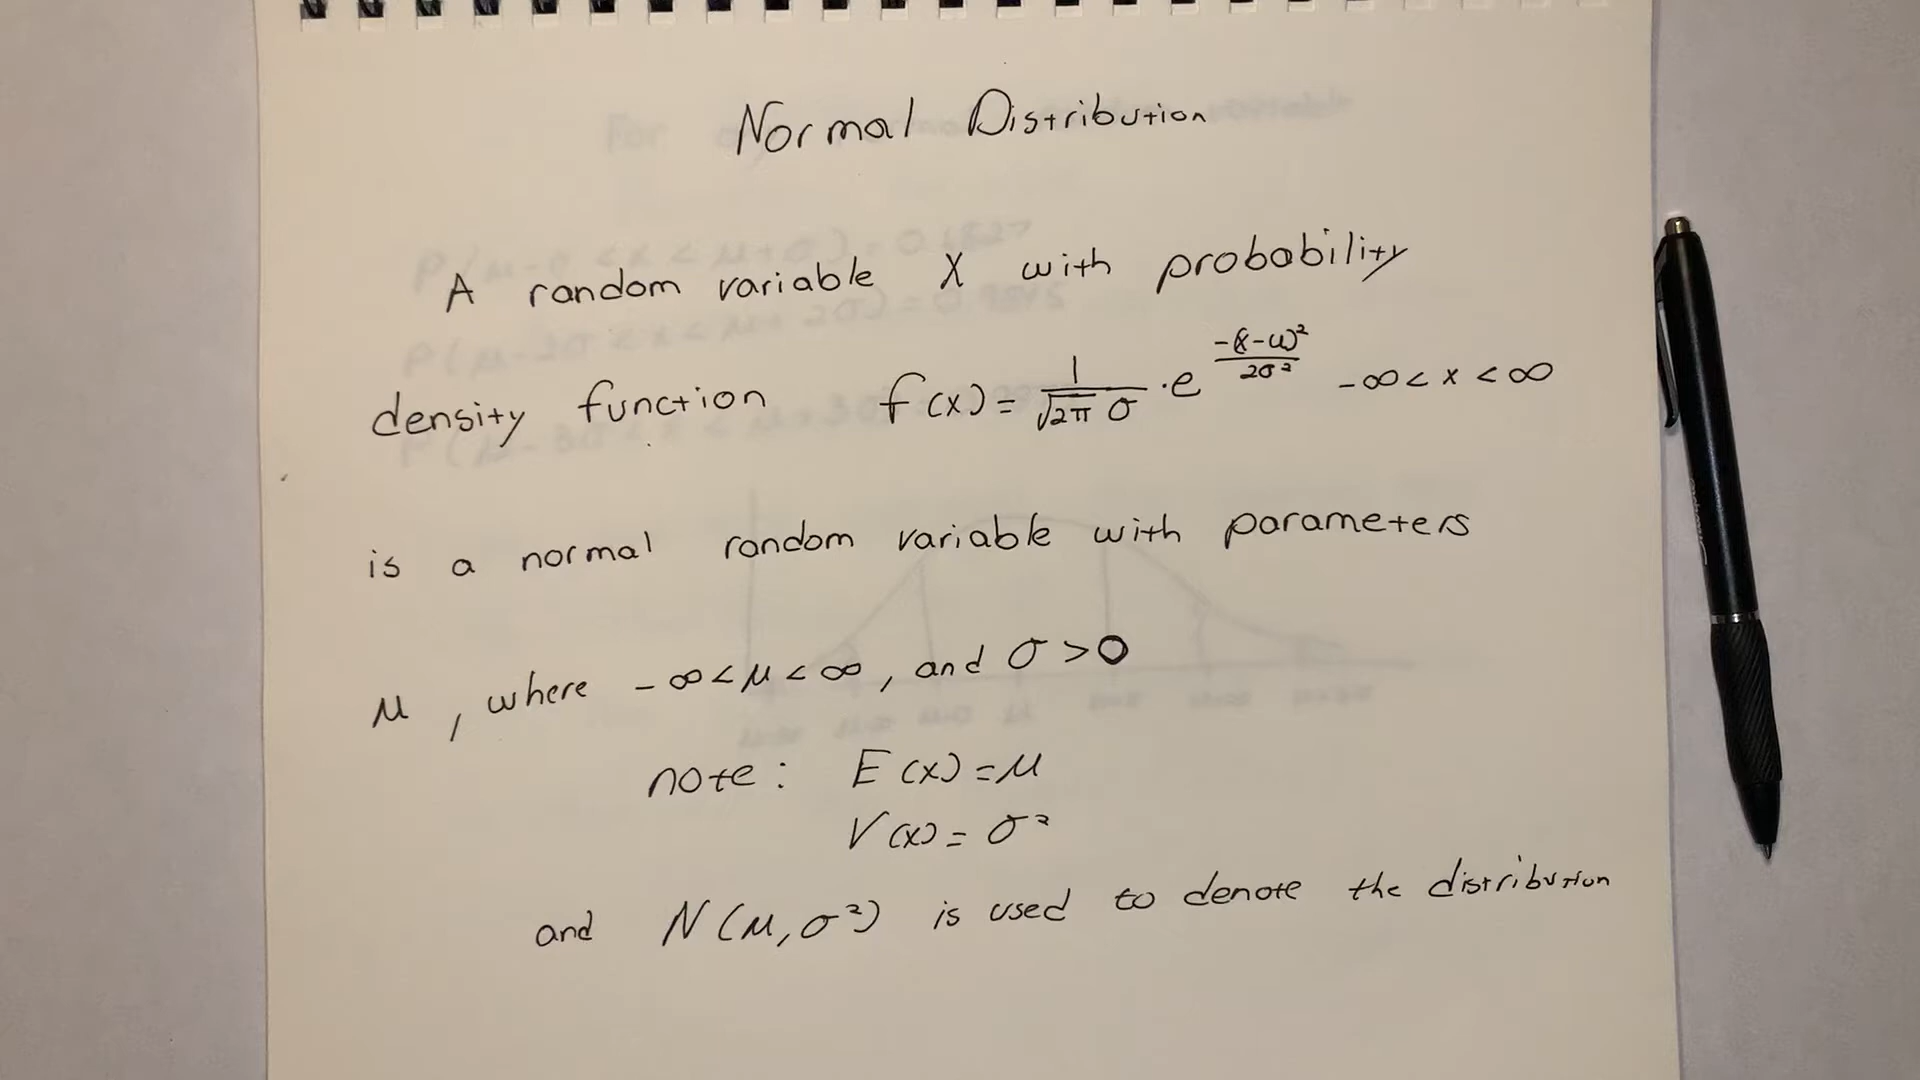 Normal Distribution
A random variable X with probability
density function f(x) = 1/(√2π σ) · e^(-(x-μ)²/2σ²) -∞ < x < ∞
is a normal random variable with parameters
μ, where -∞ < μ < ∞, and σ > 0
note: E(x) = μ
V(x) = σ²
and N(μ, σ²) is used to denote the distribution